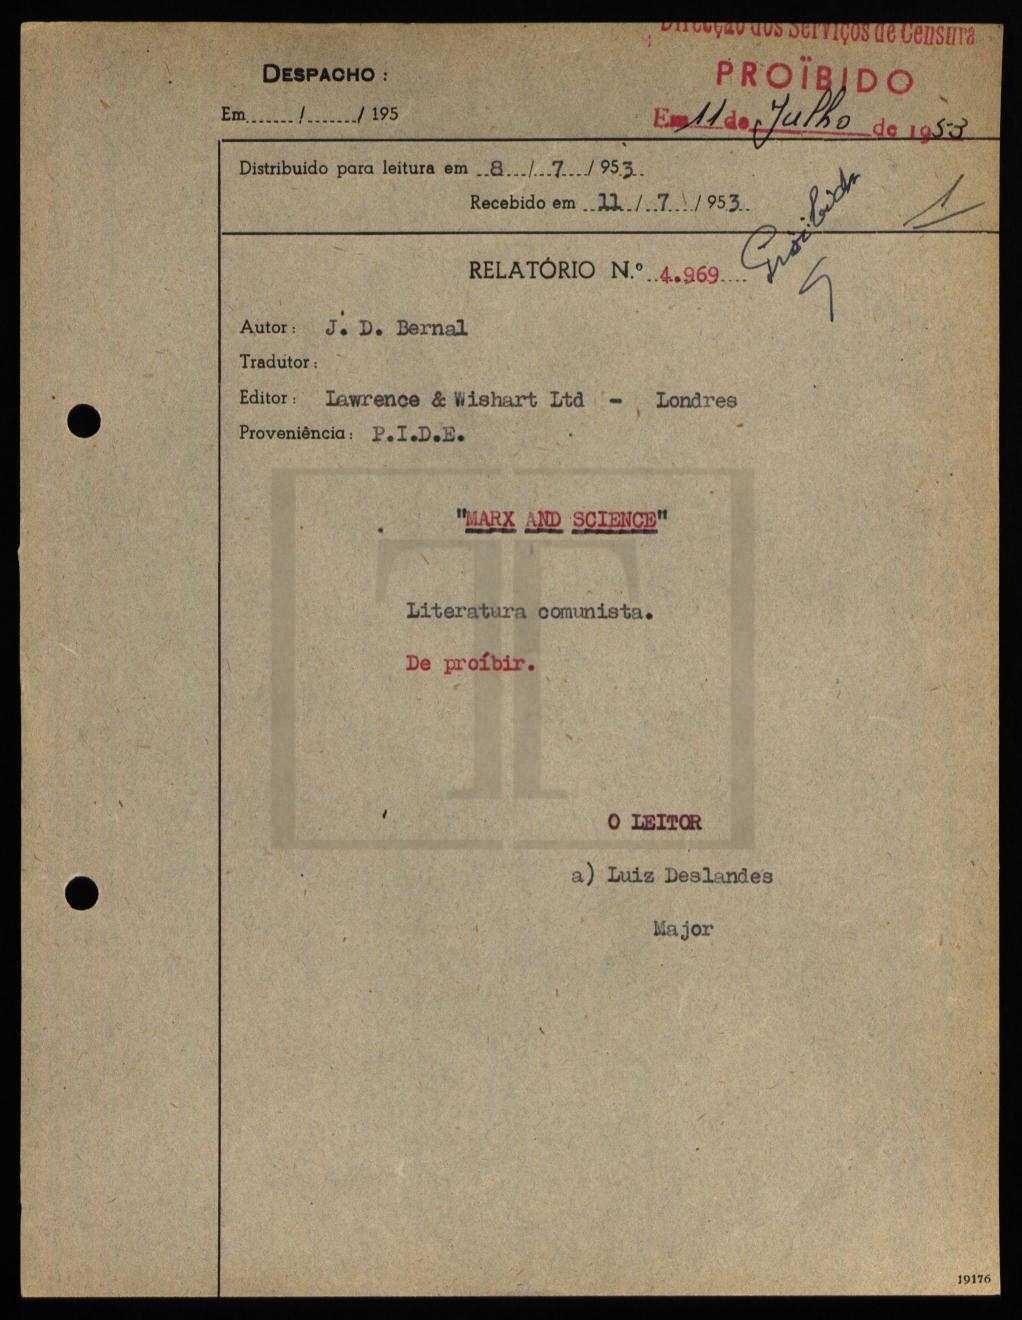 Direcção dos Serviços de Censura
PROÏBIDO
Em 11 de Julho de 1953
DESPACHO :
Em ....... / ....... / 195
Distribuido para leitura em 8 / 7 / 953
Recebido em 11 / 7 / 953
1
Proibido
RELATÓRIO N.º 4.969
Autor : J. D. Bernal
Tradutor :
Editor : Lawrence & Wishart Ltd - Londres
Proveniência : P.I.D.E.
"MARX AND SCIENCE"
Literatura comunista.
De proíbir.
O LEITOR
a) Luiz Deslandes
Major
19176